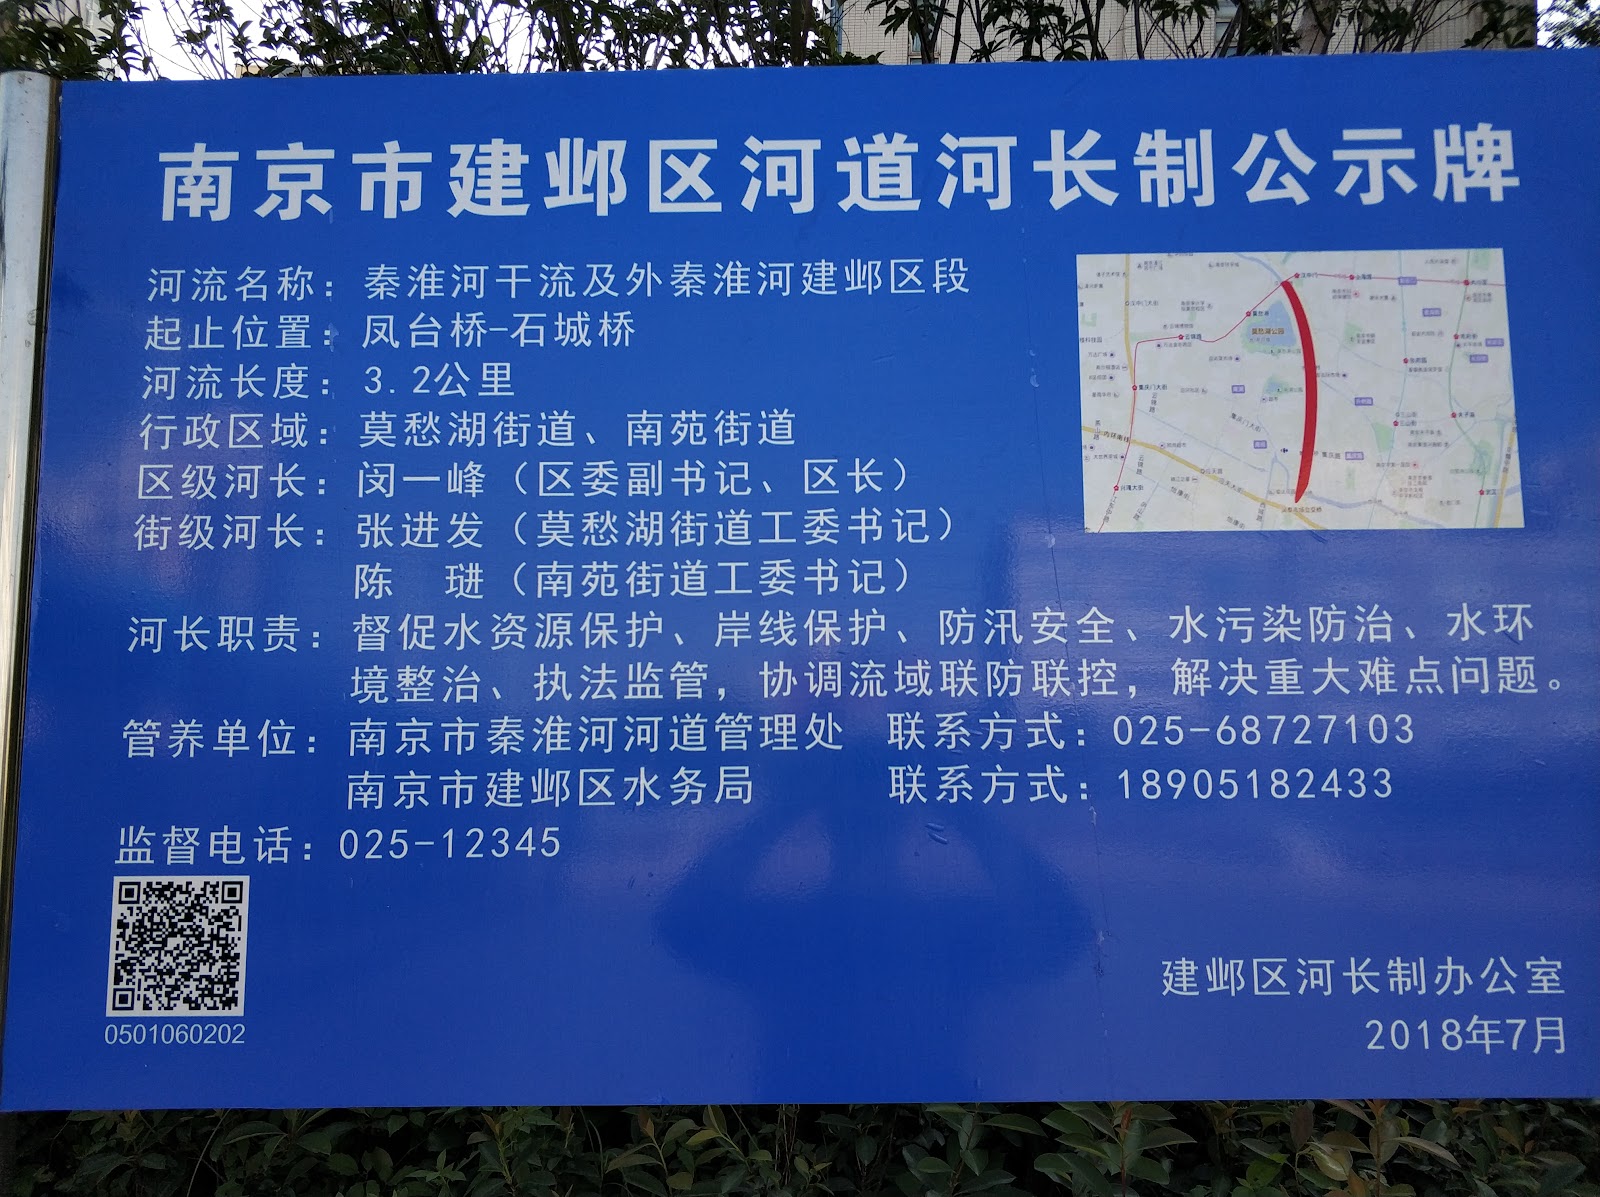 南京市建邺区河道河长制公示牌
河流名称：秦淮河干流及外秦淮河建邺区段
起止位置：凤台桥-石城桥
河流长度：3.2公里
行政区域：莫愁湖街道、南苑街道
区级河长：闵一峰（区委副书记、区长）
街级河长：张进发（莫愁湖街道工委书记）
陈　琎（南苑街道工委书记）
河长职责：督促水资源保护、岸线保护、防汛安全、水污染防治、水环
境整治、执法监管，协调流域联防联控，解决重大难点问题。
管养单位：南京市秦淮河河道管理处 联系方式：025-68727103
南京市建邺区水务局 联系方式：18905182433
监督电话：025-12345
0501060202
建邺区河长制办公室
2018年7月
莫愁湖公园